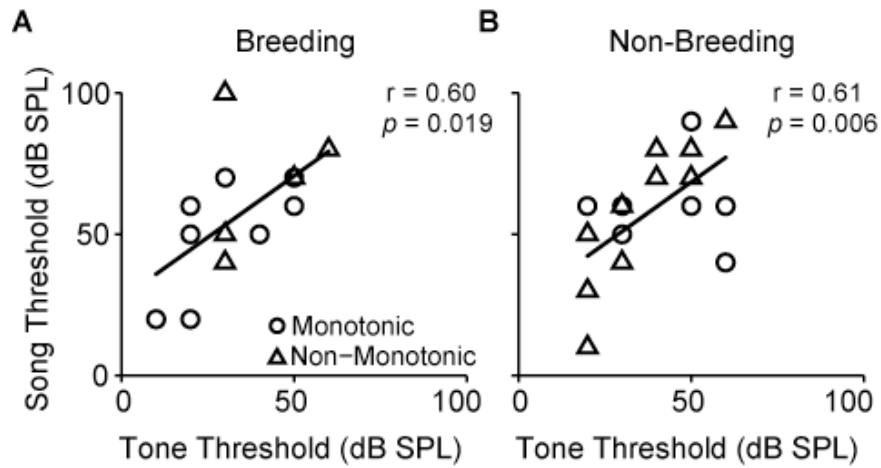 A
Breeding
r = 0.60
p = 0.019
100
50
0
Song Threshold (dB SPL)
Monotonic
Non-Monotonic
0
50
100
Tone Threshold (dB SPL)
B
Non-Breeding
r = 0.61
p = 0.006
0
50
100
Tone Threshold (dB SPL)